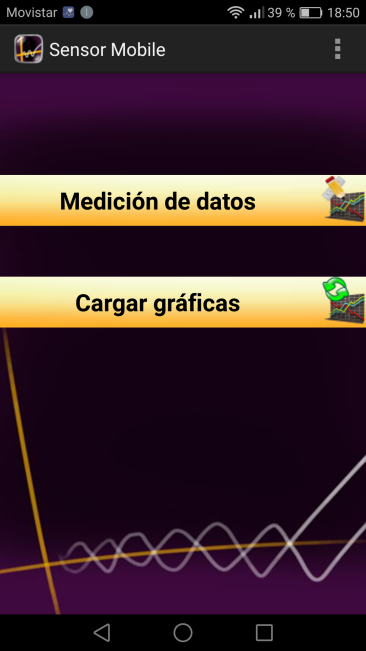 Movistar 39 % 18:50
Sensor Mobile
Medición de datos
Cargar gráficas